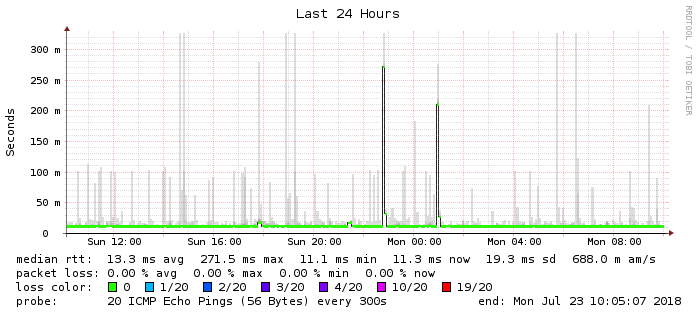 Last 24 Hours
RRDTOOL / TOBI OETIKER
Seconds
300 m
250 m
200 m
150 m
100 m
50 m
0
Sun 12:00 Sun 16:00 Sun 20:00 Mon 00:00 Mon 04:00 Mon 08:00
median rtt: 13.3 ms avg 271.5 ms max 11.1 ms min 11.3 ms now 19.3 ms sd 688.0 m am/s
packet loss: 0.00 % avg 0.00 % max 0.00 % min 0.00 % now
loss color: 0 1/20 2/20 3/20 4/20 10/20 19/20
probe: 20 ICMP Echo Pings (56 Bytes) every 300s end: Mon Jul 23 10:05:07 2018